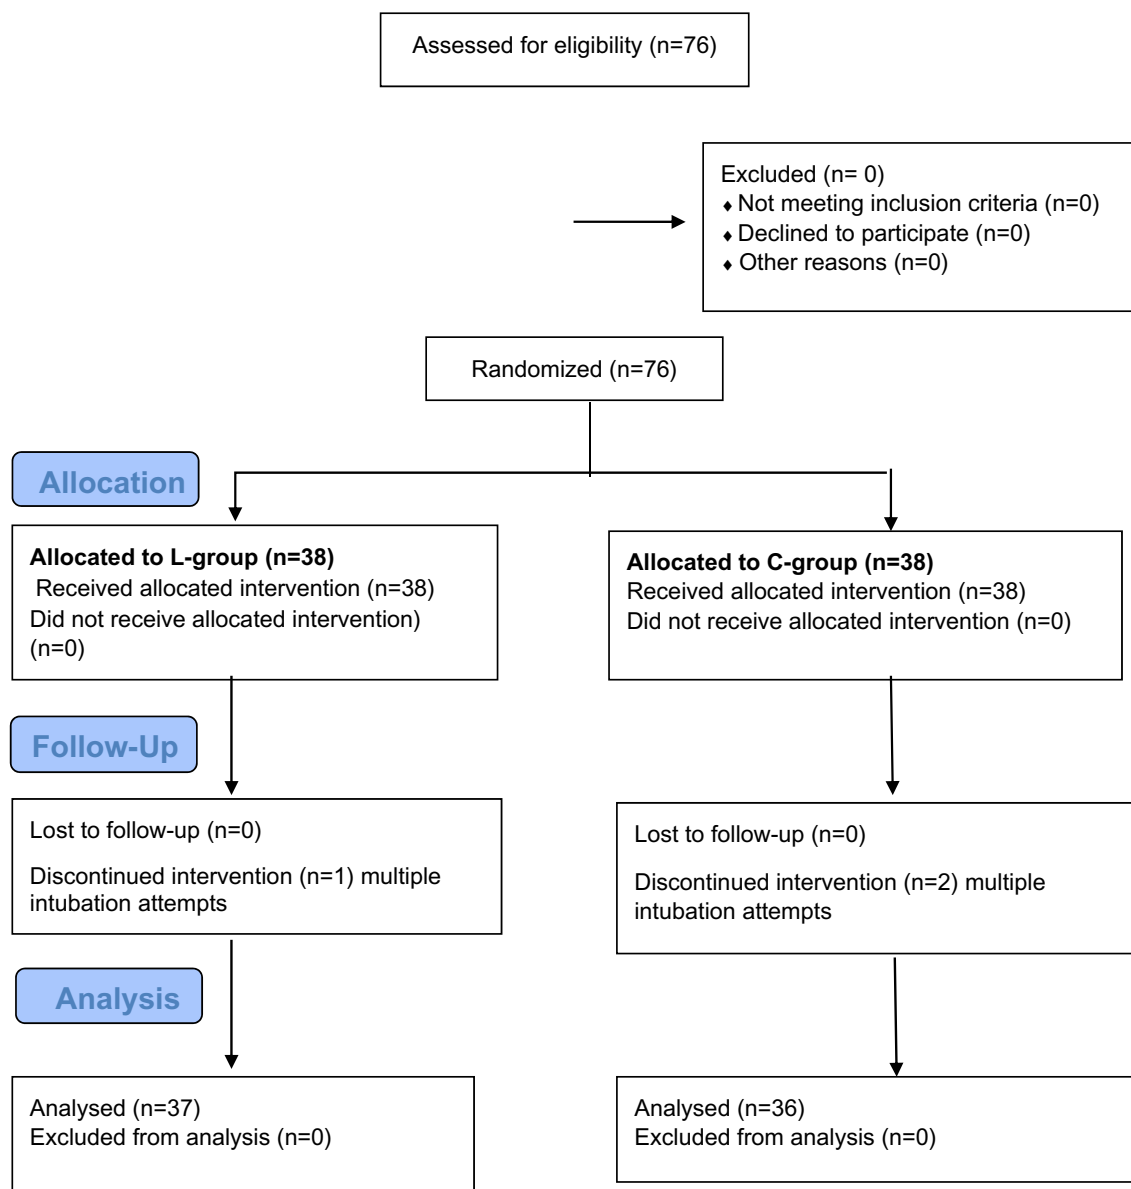 Assessed for eligibility (n=76)
Excluded (n= 0)
♦ Not meeting inclusion criteria (n=0)
♦ Declined to participate (n=0)
♦ Other reasons (n=0)
Randomized (n=76)
Allocation
Allocated to L-group (n=38)
Received allocated intervention (n=38)
Did not receive allocated intervention)
(n=0)
Allocated to C-group (n=38)
Received allocated intervention (n=38)
Did not receive allocated intervention (n=0)
Follow-Up
Lost to follow-up (n=0)
Discontinued intervention (n=1) multiple
intubation attempts
Lost to follow-up (n=0)
Discontinued intervention (n=2) multiple
intubation attempts
Analysis
Analysed (n=37)
Excluded from analysis (n=0)
Analysed (n=36)
Excluded from analysis (n=0)